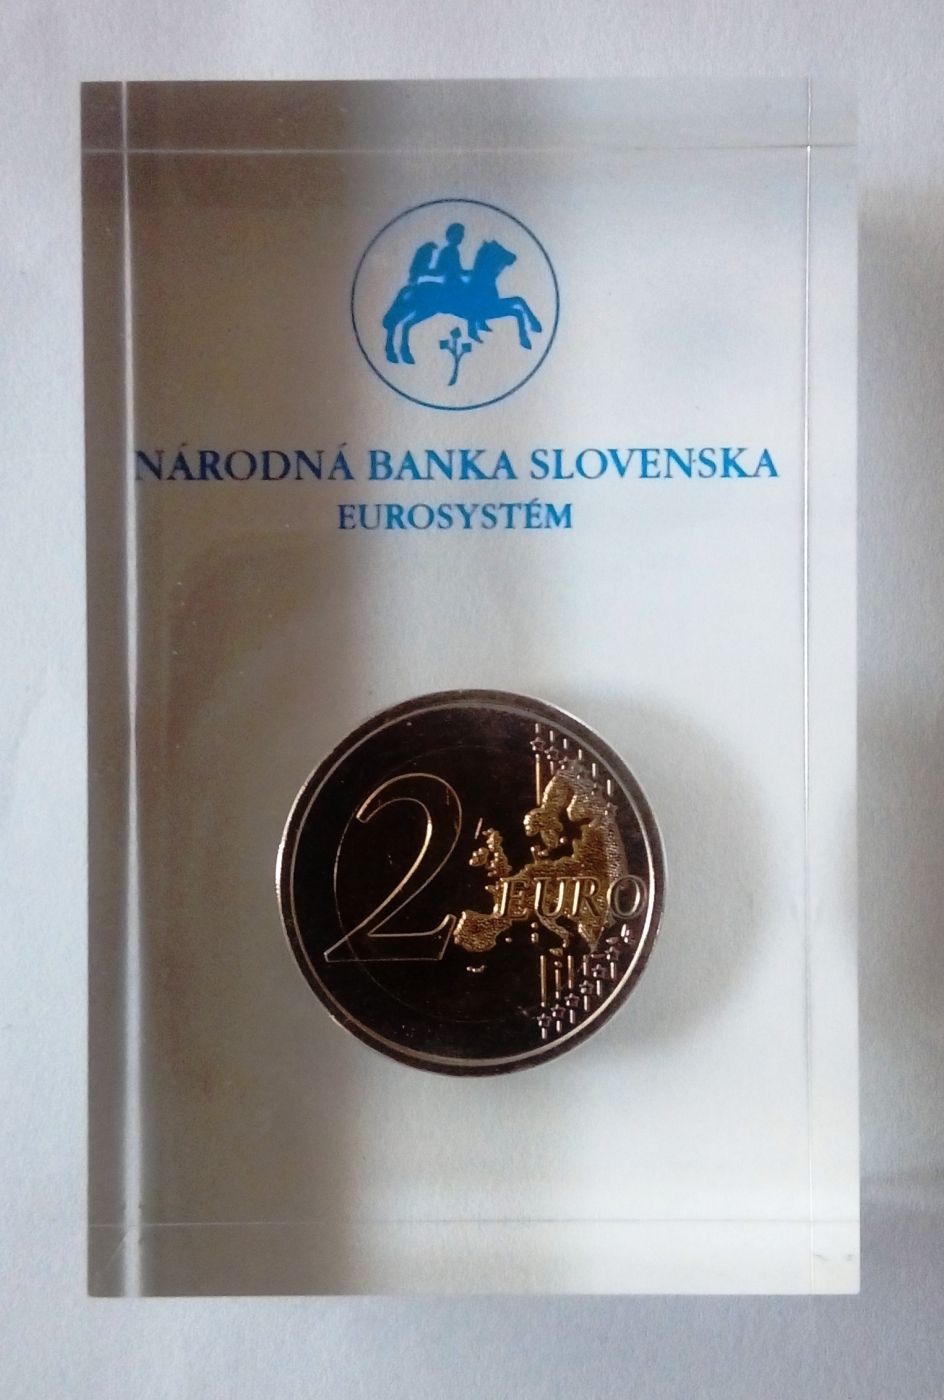 NÁRODNÁ BANKA SLOVENSKA
EUROSYSTÉM
2 EURO